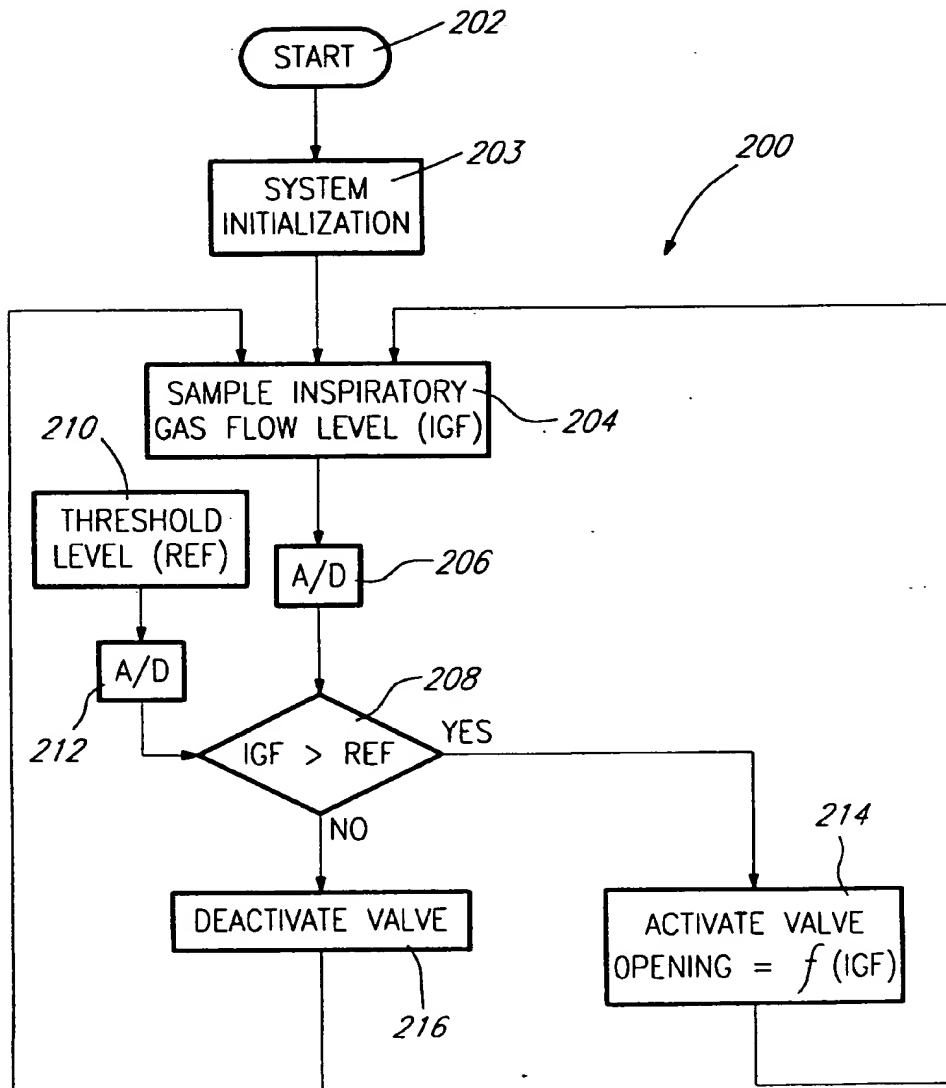 202
START
203
SYSTEM
INITIALIZATION
200
SAMPLE INSPIRATORY
GAS FLOW LEVEL (IGF)
204
210
THRESHOLD
LEVEL (REF)
A/D
206
A/D
212
208
IGF > REF
YES
NO
214
DEACTIVATE VALVE
216
ACTIVATE VALVE
OPENING = f (IGF)